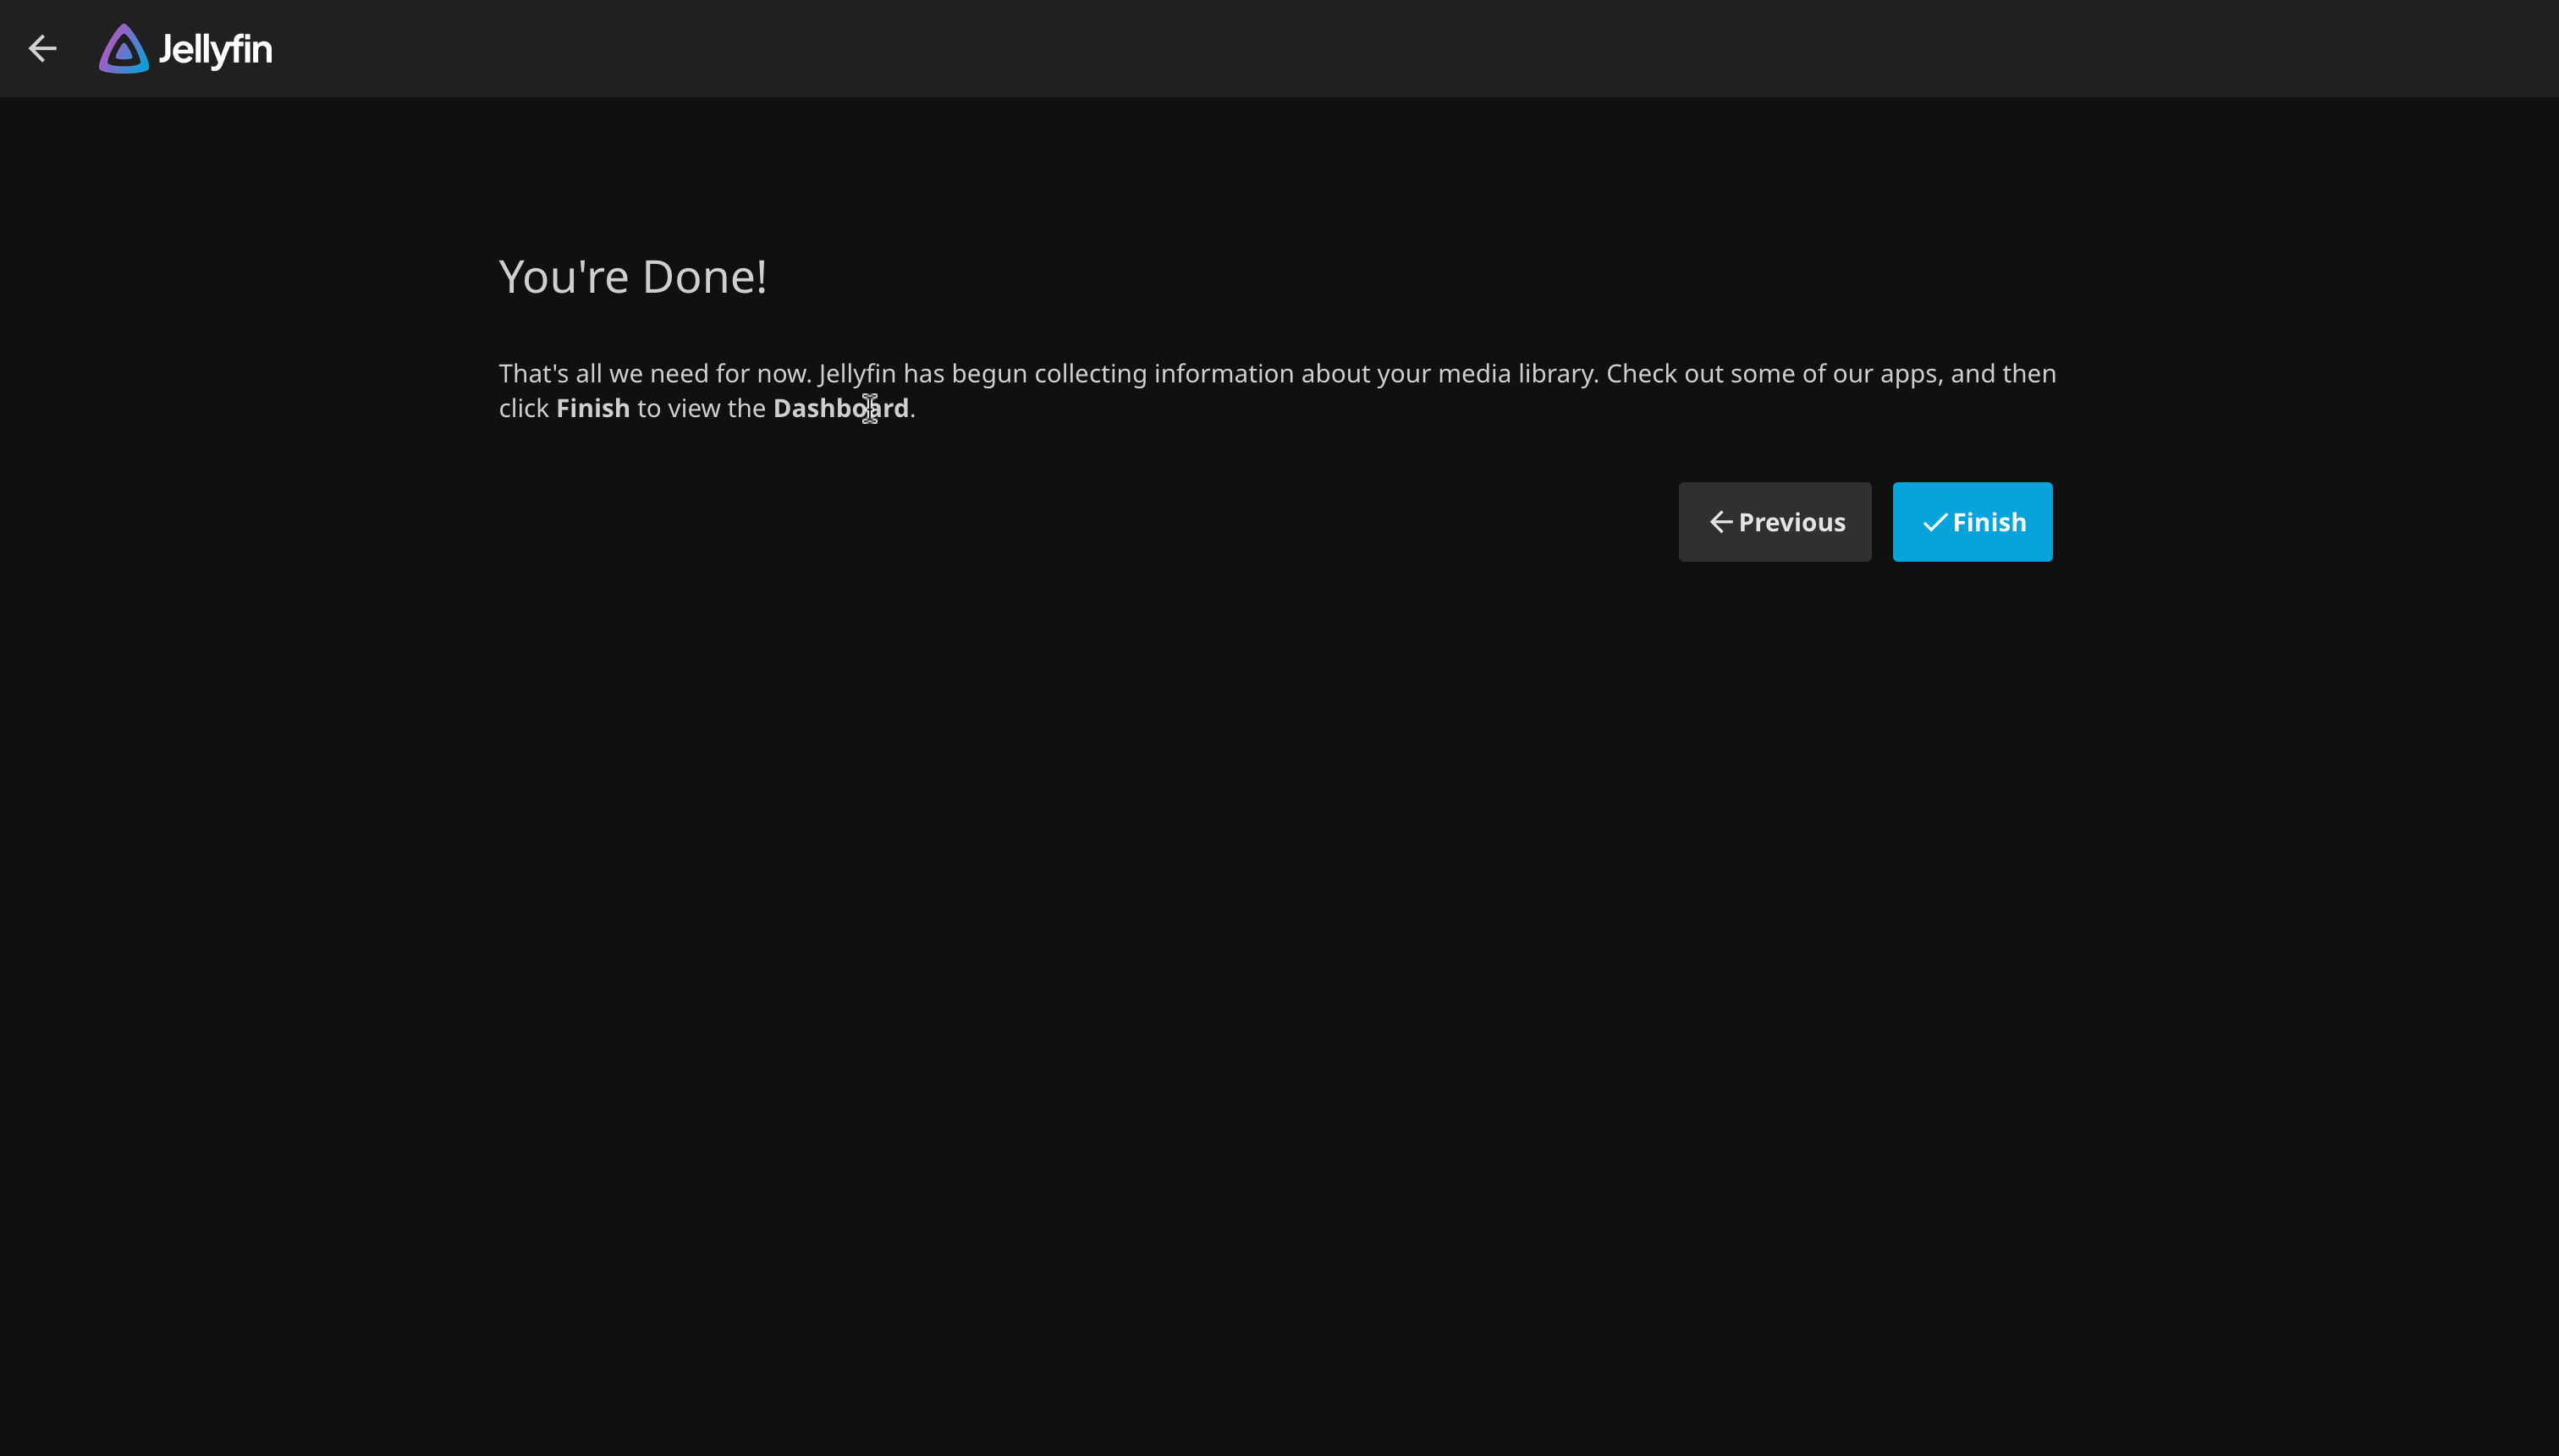 Jellyfin
You're Done!
That's all we need for now. Jellyfin has begun collecting information about your media library. Check out some of our apps, and then
click Finish to view the Dashboard.
Previous
Finish